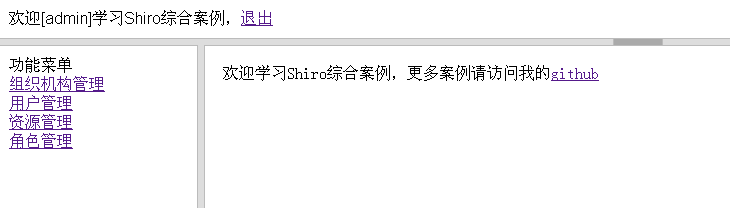 欢迎[admin]学习Shiro综合案例，退出
功能菜单
组织机构管理
用户管理
资源管理
角色管理
欢迎学习Shiro综合案例，更多案例请访问我的github